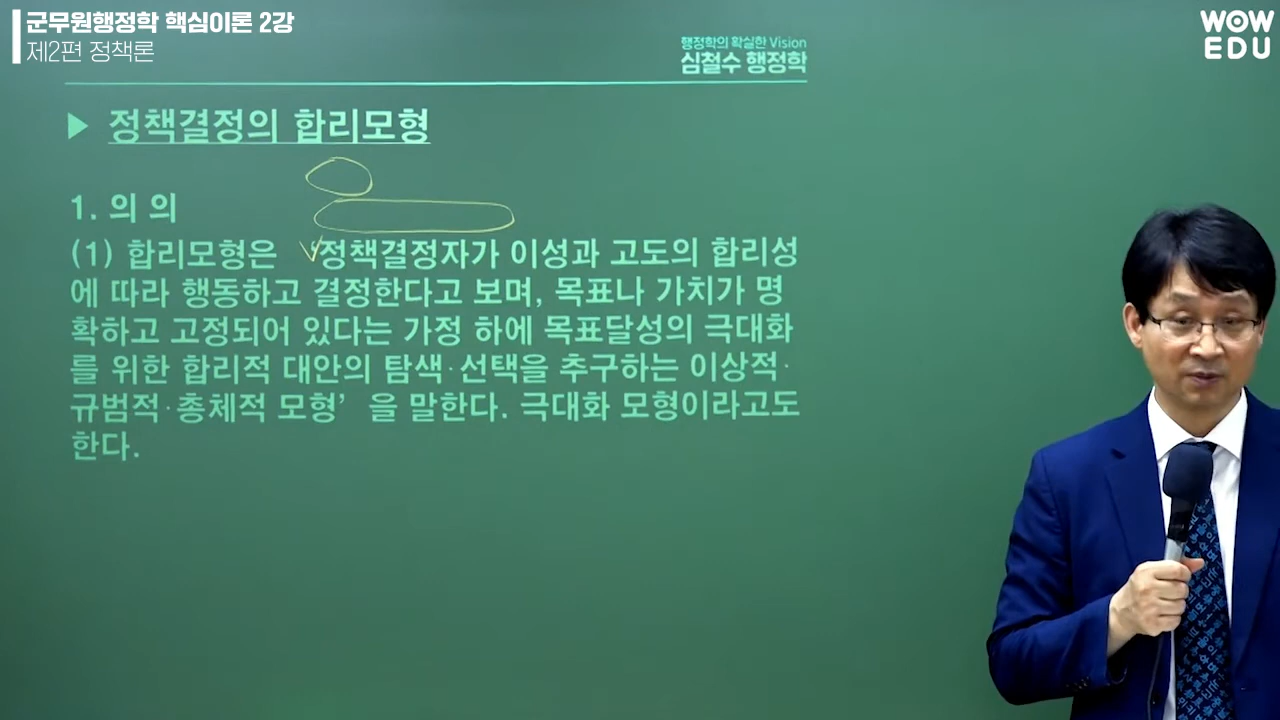 군무원행정학 핵심이론 2강
제2편 정책론
행정학의 확실한 Vision
심철수 행정학
WOW
EDU
▶ 정책결정의 합리모형
1. 의 의
(1) 합리모형은 ‘정책결정자가 이성과 고도의 합리성
에 따라 행동하고 결정한다고 보며, 목표나 가치가 명
확하고 고정되어 있다는 가정 하에 목표달성의 극대화
를 위한 합리적 대안의 탐색·선택을 추구하는 이상적·
규범적·총체적 모형’ 을 말한다. 극대화 모형이라고도
한다.